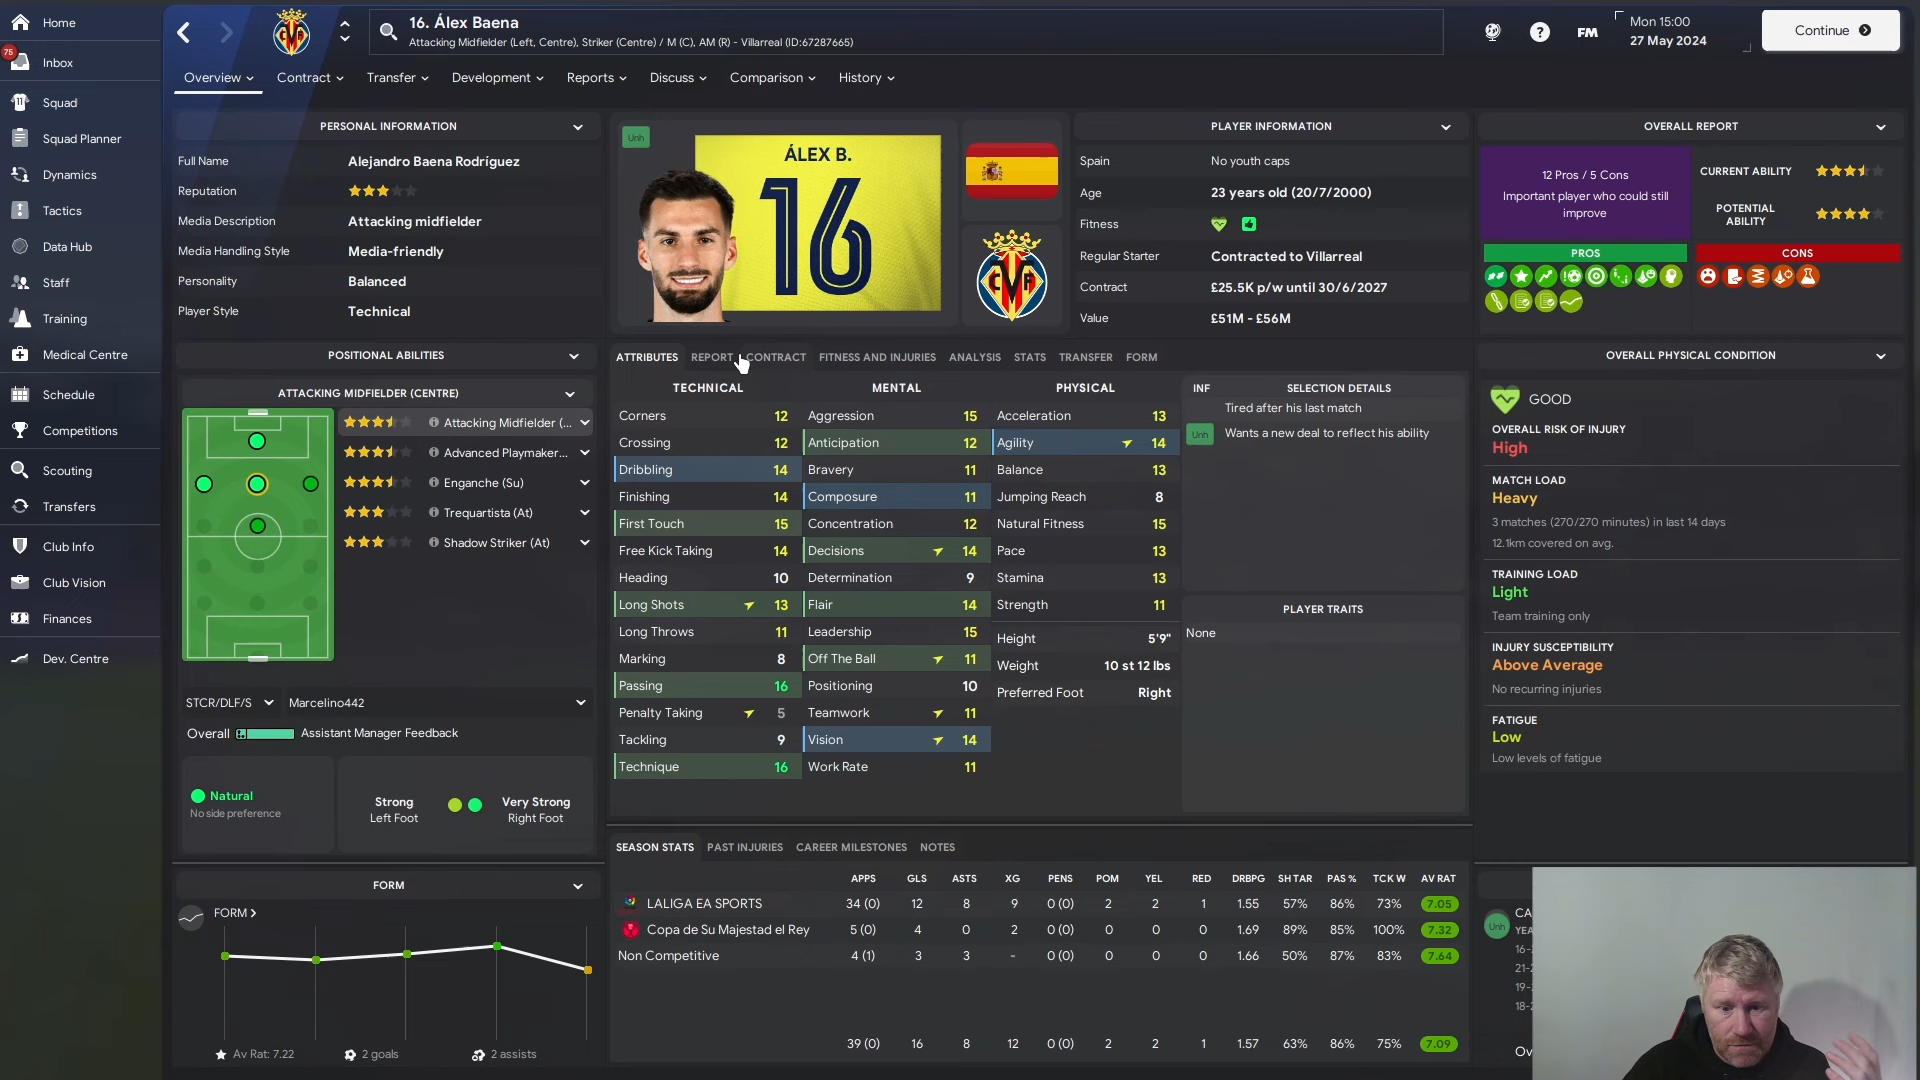 Home
75
Inbox
Squad
Squad Planner
Dynamics
Tactics
Data Hub
Staff
Training
Medical Centre
Schedule
Competitions
Scouting
Transfers
Club Info
Club Vision
Finances
Dev. Centre
16. Álex Baena
Attacking Midfielder (Left, Centre), Striker (Centre) / M (C), AM (R) - Villarreal (ID:67287665)
FM
Mon 15:00
27 May 2024
Continue
Overview
Contract
Transfer
Development
Reports
Discuss
Comparison
History
PERSONAL INFORMATION
Full Name Alejandro Baena Rodríguez
Reputation
Media Description Attacking midfielder
Media Handling Style Media-friendly
Personality Balanced
Player Style Technical
Unh
ÁLEX B.
16
PLAYER INFORMATION
Spain No youth caps
Age 23 years old (20/7/2000)
Fitness
Regular Starter Contracted to Villarreal
Contract £25.5K p/w until 30/6/2027
Value £51M - £56M
OVERALL REPORT
12 Pros / 5 Cons
Important player who could still
improve
CURRENT ABILITY
POTENTIAL
ABILITY
PROS
CONS
POSITIONAL ABILITIES
ATTACKING MIDFIELDER (CENTRE)
Attacking Midfielder (...
Advanced Playmaker...
Enganche (Su)
Trequartista (At)
Shadow Striker (At)
STCR/DLF/S Marcelino442
Overall Assistant Manager Feedback
Natural
No side preference
Strong
Left Foot
Very Strong
Right Foot
FORM
FORM
Av Rat: 7.22 2 goals 2 assists
ATTRIBUTES REPORT CONTRACT FITNESS AND INJURIES ANALYSIS STATS TRANSFER FORM
TECHNICAL MENTAL PHYSICAL
Corners 12 Aggression 15 Acceleration 13
Crossing 12 Anticipation 12 Agility 14
Dribbling 14 Bravery 11 Balance 13
Finishing 14 Composure 11 Jumping Reach 8
First Touch 15 Concentration 12 Natural Fitness 15
Free Kick Taking 14 Decisions 14 Pace 13
Heading 10 Determination 9 Stamina 13
Long Shots 13 Flair 14 Strength 11
Long Throws 11 Leadership 15 Height 5'9"
Marking 8 Off The Ball 11 Weight 10 st 12 lbs
Passing 16 Positioning 10 Preferred Foot Right
Penalty Taking 5 Teamwork 11
Tackling 9 Vision 14
Technique 16 Work Rate 11
INF SELECTION DETAILS
Tired after his last match
Unh Wants a new deal to reflect his ability
PLAYER TRAITS
None
OVERALL PHYSICAL CONDITION
GOOD
OVERALL RISK OF INJURY
High
MATCH LOAD
Heavy
3 matches (270/270 minutes) in last 14 days
12.1km covered on avg.
TRAINING LOAD
Light
Team training only
INJURY SUSCEPTIBILITY
Above Average
No recurring injuries
FATIGUE
Low
Low levels of fatigue
SEASON STATS PAST INJURIES CAREER MILESTONES NOTES
APPS GLS ASTS XG PENS POM YEL RED DRBPG SH TAR PAS % TCK W AV RAT
LALIGA EA SPORTS 34 (0) 12 8 9 0 (0) 2 2 1 1.55 57% 86% 73% 7.05
Copa de Su Majestad el Rey 5 (0) 4 0 2 0 (0) 0 0 0 1.69 89% 85% 100% 7.32
Non Competitive 4 (1) 3 3 - 0 (0) 0 0 0 1.66 50% 87% 83% 7.64
39 (0) 16 8 12 0 (0) 2 2 1 1.57 63% 86% 75% 7.09
Unh